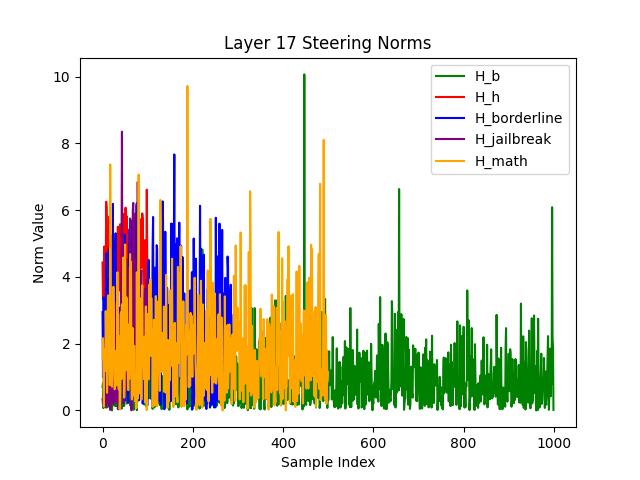 Layer 17 Steering Norms
H_b
H_h
H_borderline
H_jailbreak
H_math
Norm Value
10
8
6
4
2
0
0 200 400 600 800 1000
Sample Index